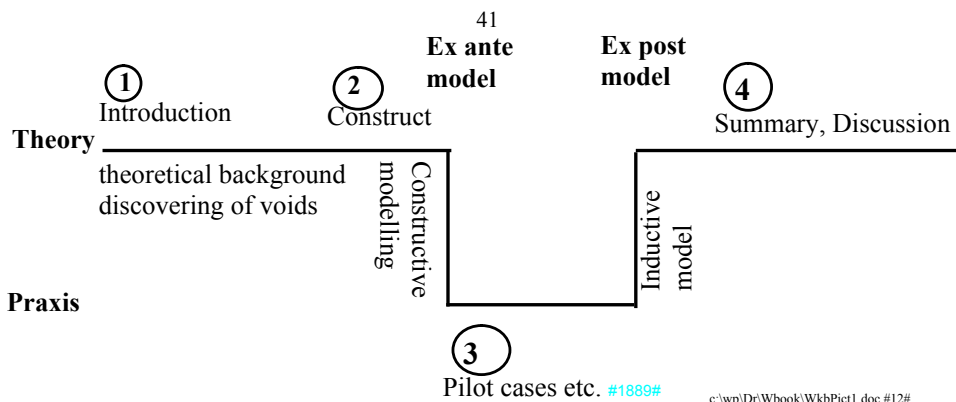 41
Ex ante
model
Ex post
model
1
Introduction
2
Construct
4
Summary, Discussion
Theory
theoretical background
discovering of voids
Constructive
modelling
Inductive
model
Praxis
3
Pilot cases etc. #1889#
c:\wp\Dr\Wbook\WkbPict1.doc #12#